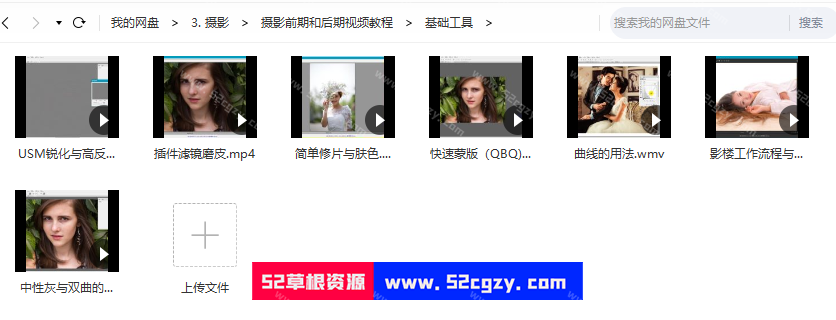 我的网盘 > 3. 摄影 > 摄影前期和后期视频教程 > 基础工具 >
搜索我的网盘文件 搜索
USM锐化与高反... 插件滤镜磨皮.mp4 简单修片与肤色.... 快速蒙版（QBQ)... 曲线的用法.wmv 影楼工作流程与...
中性灰与双曲的... 上传文件
52草根资源 www.52cgzy.com